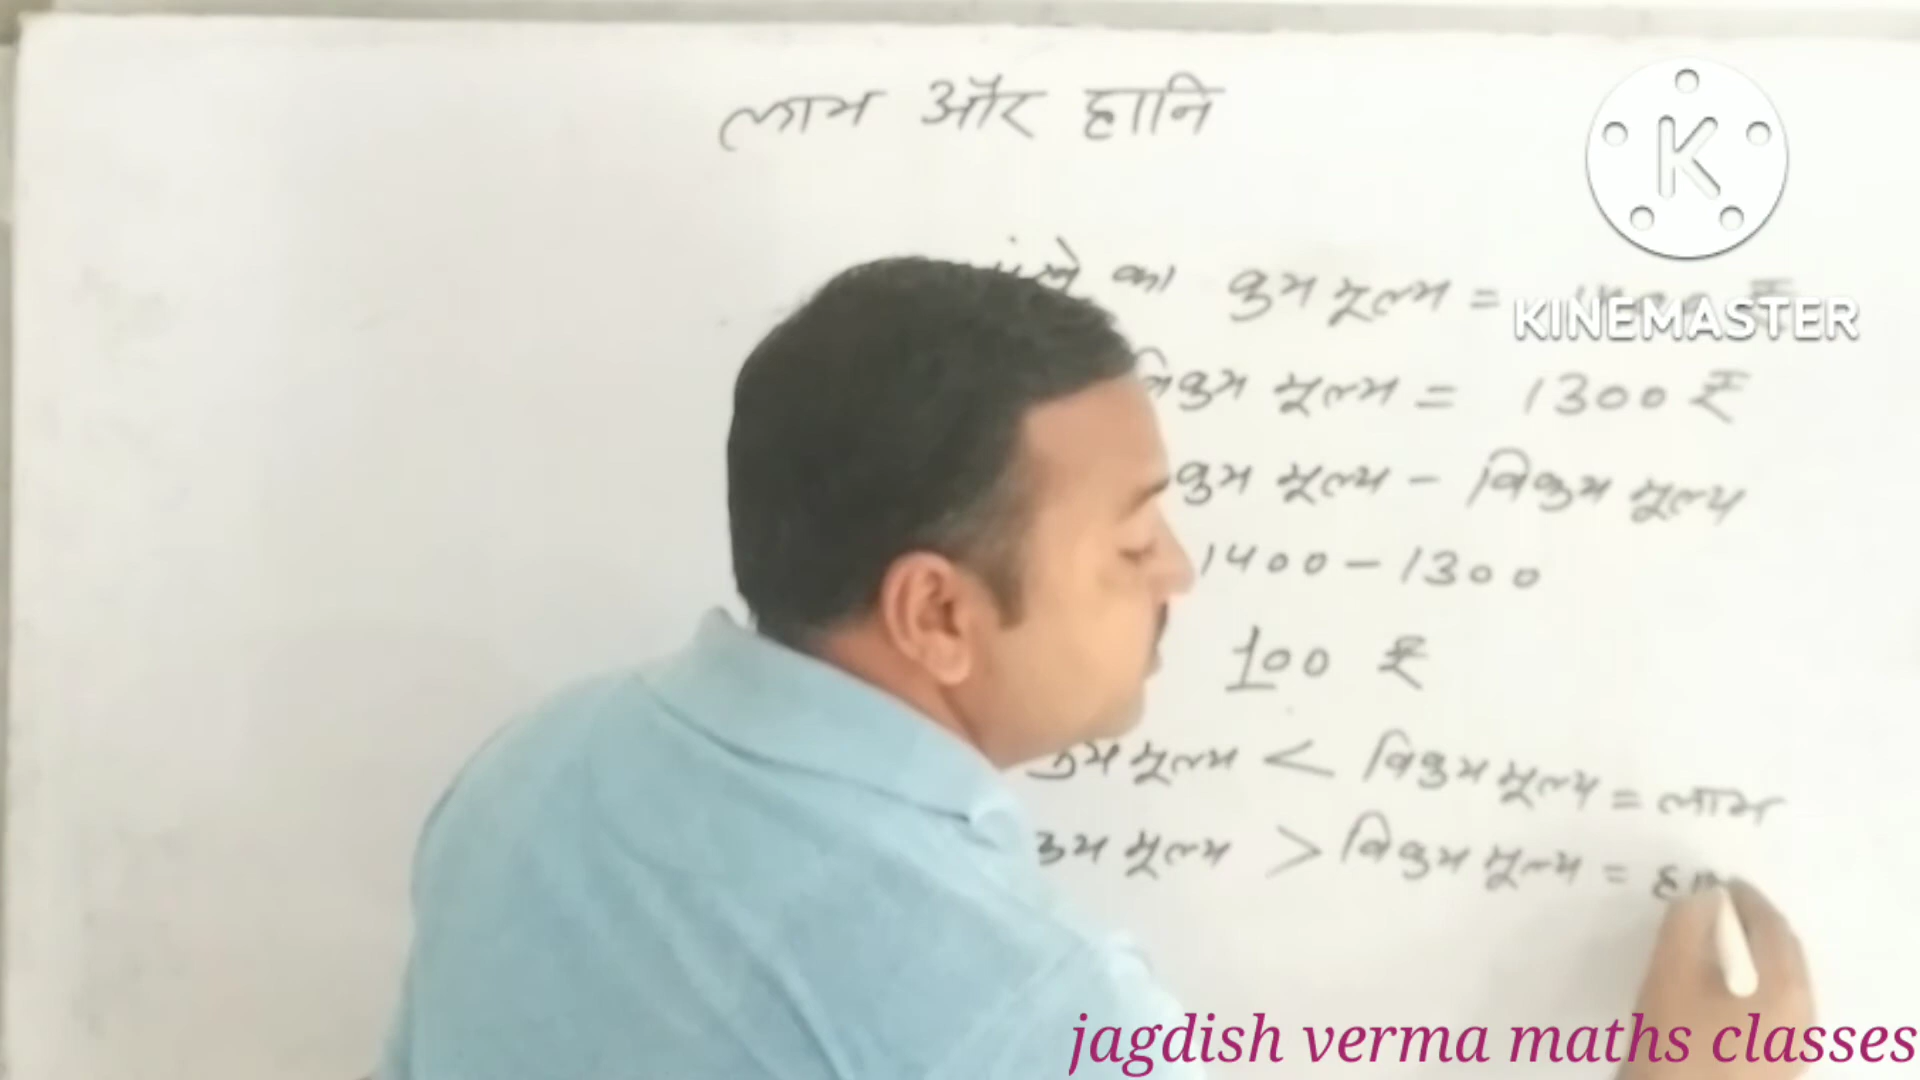 लाभ और हानि
का क्रय मूल्य =
विक्रय मूल्य = 1300 ₹
क्रय मूल्य - विक्रय मूल्य
1400 - 1300
100 ₹
क्रय मूल्य < विक्रय मूल्य = लाभ
क्रय मूल्य > विक्रय मूल्य =
K
KINEMASTER
jagdish verma maths classes